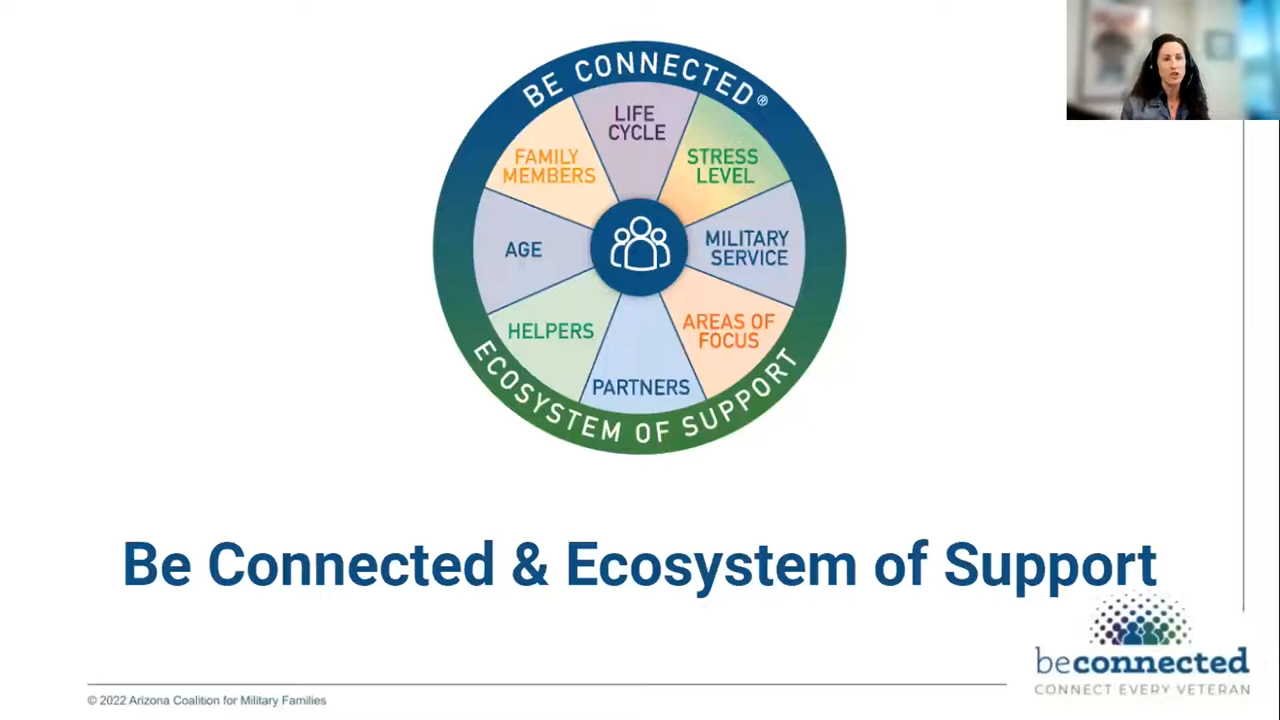 BE CONNECTED®
LIFE
CYCLE
STRESS
LEVEL
MILITARY
SERVICE
AREAS OF
FOCUS
PARTNERS
HELPERS
AGE
FAMILY
MEMBERS
ECOSYSTEM OF SUPPORT
Be Connected & Ecosystem of Support
beconnected
CONNECT EVERY VETERAN
© 2022 Arizona Coalition for Military Families